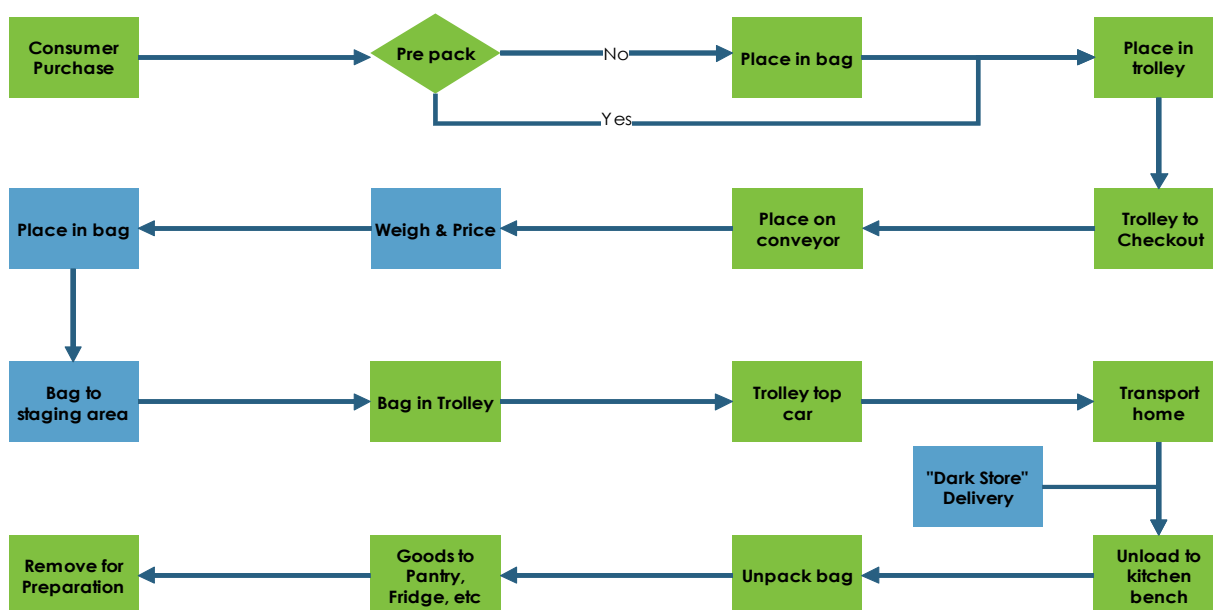 Consumer
Purchase
Pre pack
No
Place in bag
Place in
trolley
Yes
Place in bag
Weigh & Price
Place on
conveyor
Trolley to
Checkout
Bag to
staging area
Bag in Trolley
Trolley top
car
Transport
home
"Dark Store"
Delivery
Remove for
Preparation
Goods to
Pantry,
Fridge, etc
Unpack bag
Unload to
kitchen
bench